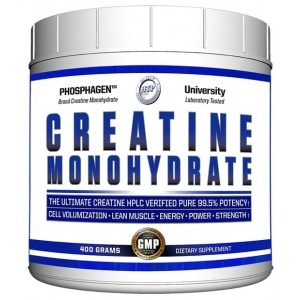 PHOSPHAGEN™
Brand Creatine Monohydrate
University
Laboratory Tested
CREATINE
MONOHYDRATE
THE ULTIMATE CREATINE HPLC VERIFIED PURE 99.5% POTENCY†
CELL VOLUMIZATION • LEAN MUSCLE • ENERGY • POWER • STRENGTH †
400 GRAMS
GMP
DIETARY SUPPLEMENT